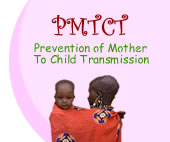 PMTCT
Prevention of Mother
To Child Transmission